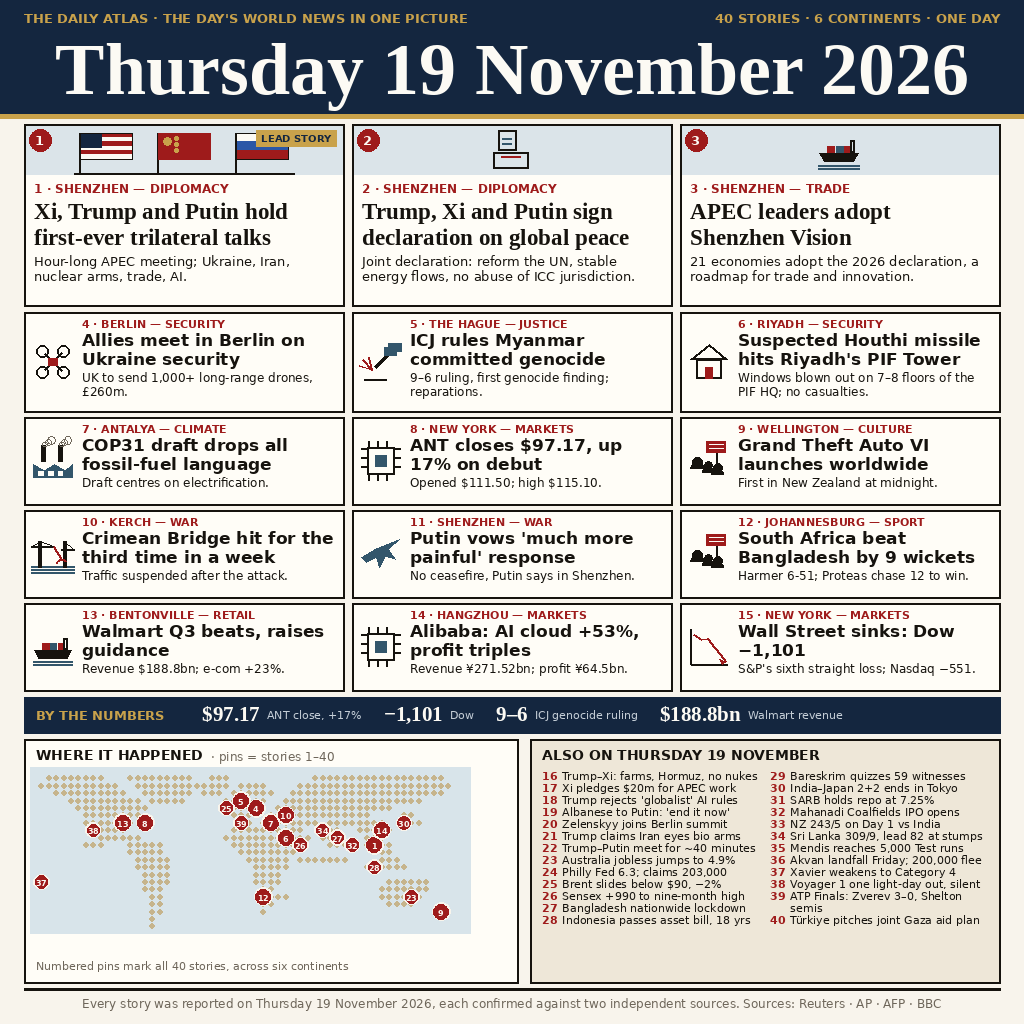 THE DAILY ATLAS · THE DAY'S WORLD NEWS IN ONE PICTURE
40 STORIES · 6 CONTINENTS · ONE DAY
Thursday 19 November 2026
1
LEAD STORY
1 · SHENZHEN — DIPLOMACY
Xi, Trump and Putin hold
first-ever trilateral talks
Hour-long APEC meeting; Ukraine, Iran,
nuclear arms, trade, AI.
2
2 · SHENZHEN — DIPLOMACY
Trump, Xi and Putin sign
declaration on global peace
Joint declaration: reform the UN, stable
energy flows, no abuse of ICC jurisdiction.
3
3 · SHENZHEN — TRADE
APEC leaders adopt
Shenzhen Vision
21 economies adopt the 2026 declaration, a
roadmap for trade and innovation.
4 · BERLIN — SECURITY
Allies meet in Berlin on
Ukraine security
UK to send 1,000+ long-range drones,
£260m.
5 · THE HAGUE — JUSTICE
ICJ rules Myanmar
committed genocide
9–6 ruling, first genocide finding;
reparations.
6 · RIYADH — SECURITY
Suspected Houthi missile
hits Riyadh's PIF Tower
Windows blown out on 7–8 floors of the
PIF HQ; no casualties.
7 · ANTALYA — CLIMATE
COP31 draft drops all
fossil-fuel language
Draft centres on electrification.
8 · NEW YORK — MARKETS
ANT closes $97.17, up
17% on debut
Opened $111.50; high $115.10.
9 · WELLINGTON — CULTURE
Grand Theft Auto VI
launches worldwide
First in New Zealand at midnight.
10 · KERCH — WAR
Crimean Bridge hit for the
third time in a week
Traffic suspended after the attack.
11 · SHENZHEN — WAR
Putin vows 'much more
painful' response
No ceasefire, Putin says in Shenzhen.
12 · JOHANNESBURG — SPORT
South Africa beat
Bangladesh by 9 wickets
Harmer 6-51; Proteas chase 12 to win.
13 · BENTONVILLE — RETAIL
Walmart Q3 beats, raises
guidance
Revenue $188.8bn; e-com +23%.
14 · HANGZHOU — MARKETS
Alibaba: AI cloud +53%,
profit triples
Revenue ¥271.52bn; profit ¥64.5bn.
15 · NEW YORK — MARKETS
Wall Street sinks: Dow
−1,101
S&P's sixth straight loss; Nasdaq −551.
BY THE NUMBERS $97.17 ANT close, +17% −1,101 Dow 9–6 ICJ genocide ruling $188.8bn Walmart revenue
WHERE IT HAPPENED · pins = stories 1–40
25 5 4
38 13 8 39 7 10 34 27 32 14 30
6 26 1
28
37 12 23
9
Numbered pins mark all 40 stories, across six continents
ALSO ON THURSDAY 19 NOVEMBER
16 Trump–Xi: farms, Hormuz, no nukes
17 Xi pledges $20m for APEC work
18 Trump rejects 'globalist' AI rules
19 Albanese to Putin: 'end it now'
20 Zelenskyy joins Berlin summit
21 Trump claims Iran eyes bio arms
22 Trump–Putin meet for ~40 minutes
23 Australia jobless jumps to 4.9%
24 Philly Fed 6.3; claims 203,000
25 Brent slides below $90, −2%
26 Sensex +990 to nine-month high
27 Bangladesh nationwide lockdown
28 Indonesia passes asset bill, 18 yrs
29 Bareskrim quizzes 59 witnesses
30 India–Japan 2+2 ends in Tokyo
31 SARB holds repo at 7.25%
32 Mahanadi Coalfields IPO opens
33 NZ 243/5 on Day 1 vs India
34 Sri Lanka 309/9, lead 82 at stumps
35 Mendis reaches 5,000 Test runs
36 Akvan landfall Friday; 200,000 flee
37 Xavier weakens to Category 4
38 Voyager 1 one light-day out, silent
39 ATP Finals: Zverev 3–0, Shelton
semis
40 Türkiye pitches joint Gaza aid plan
Every story was reported on Thursday 19 November 2026, each confirmed against two independent sources. Sources: Reuters · AP · AFP · BBC